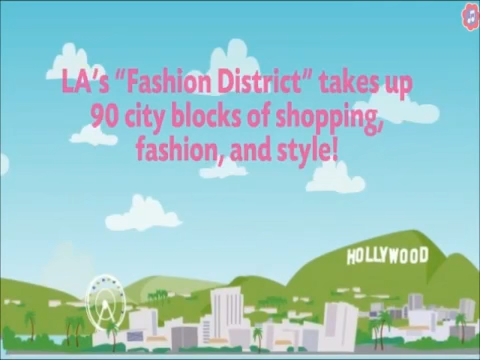 LA's "Fashion District" takes up
90 city blocks of shopping,
fashion, and style!
HOLLYWOOD